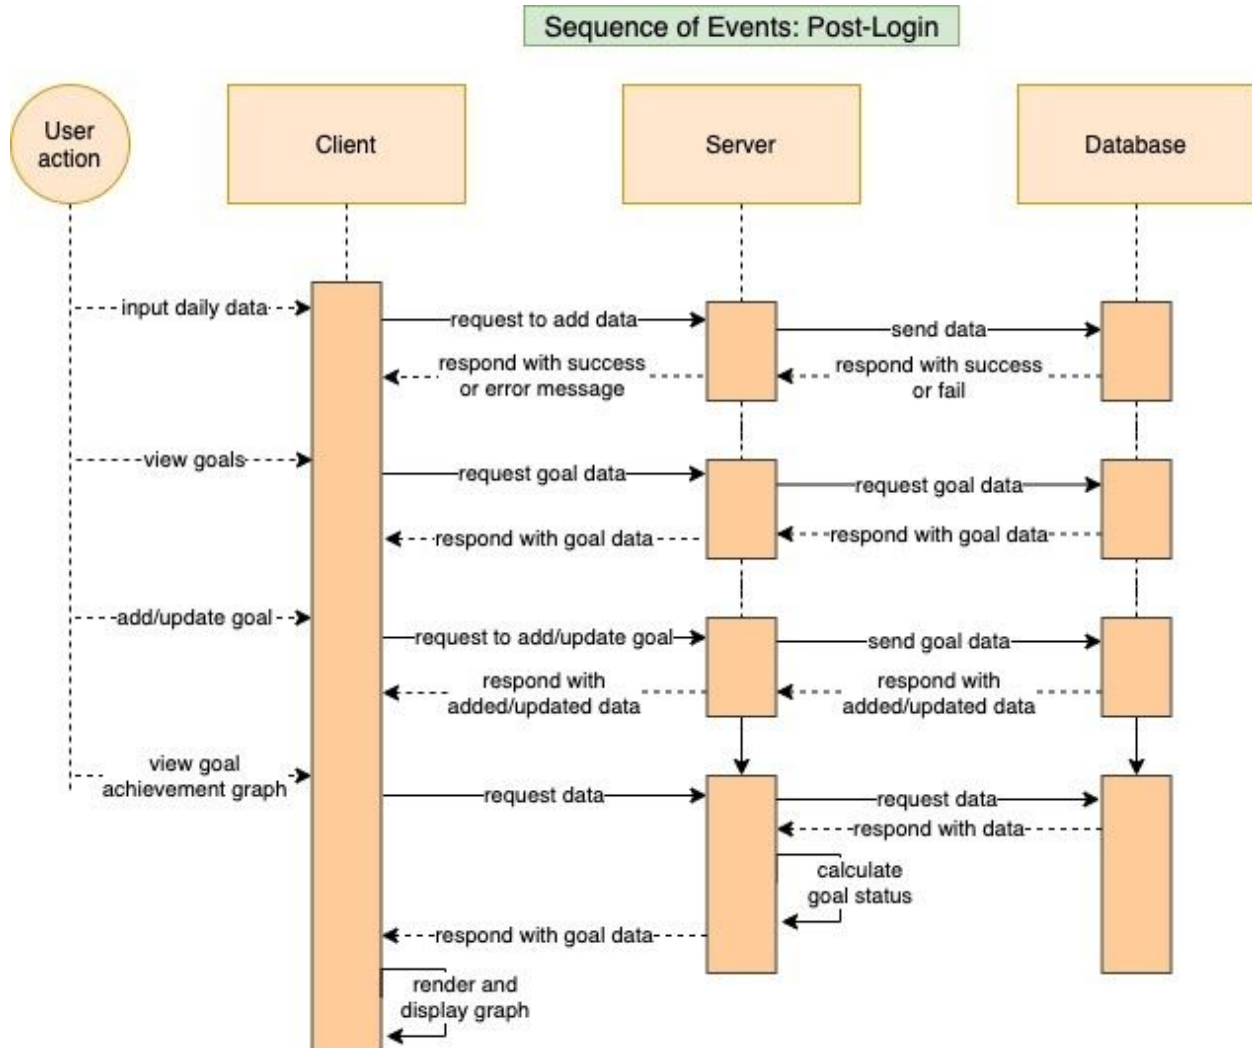 Sequence of Events: Post-Login
User
action
Client
Server
Database
input daily data
request to add data
send data
respond with success
or error message
respond with success
or fail
view goals
request goal data
request goal data
respond with goal data
respond with goal data
add/update goal
request to add/update goal
send goal data
respond with
added/updated data
respond with
added/updated data
view goal
achievement graph
request data
request data
respond with data
calculate
goal status
respond with goal data
render and
display graph